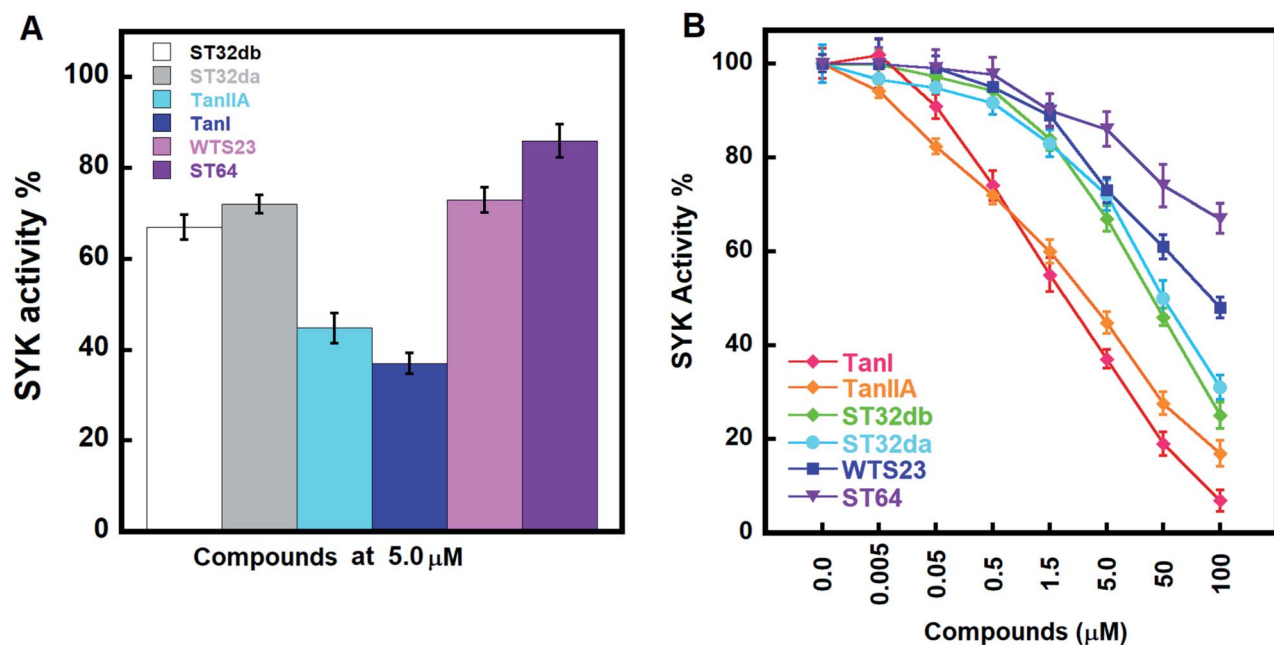 A
SYK activity %
100
80
60
40
20
0
ST32db
ST32da
TanIIA
TanI
WTS23
ST64
Compounds at 5.0 μM
B
SYK Activity %
100
80
60
40
20
0
TanI
TanIIA
ST32db
ST32da
WTS23
ST64
0.0
0.005
0.05
0.5
1.5
5.0
50
100
Compounds (μM)